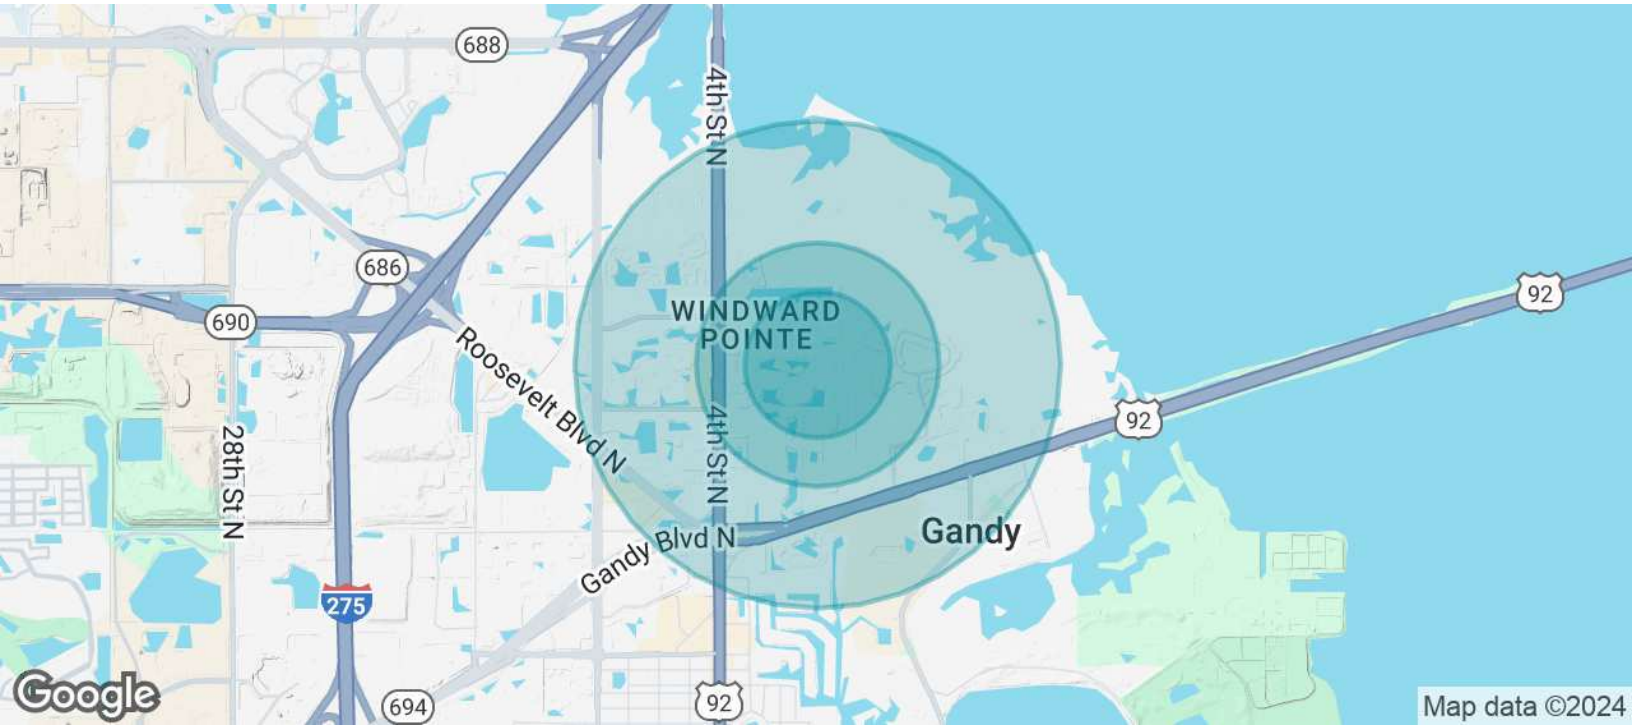 688
4th St N
686
WINDWARD
POINTE
92
690
Roosevelt Blvd N
92
28th St N
4th St N
Gandy
Gandy Blvd N
275
Google
694
92
Map data ©2024